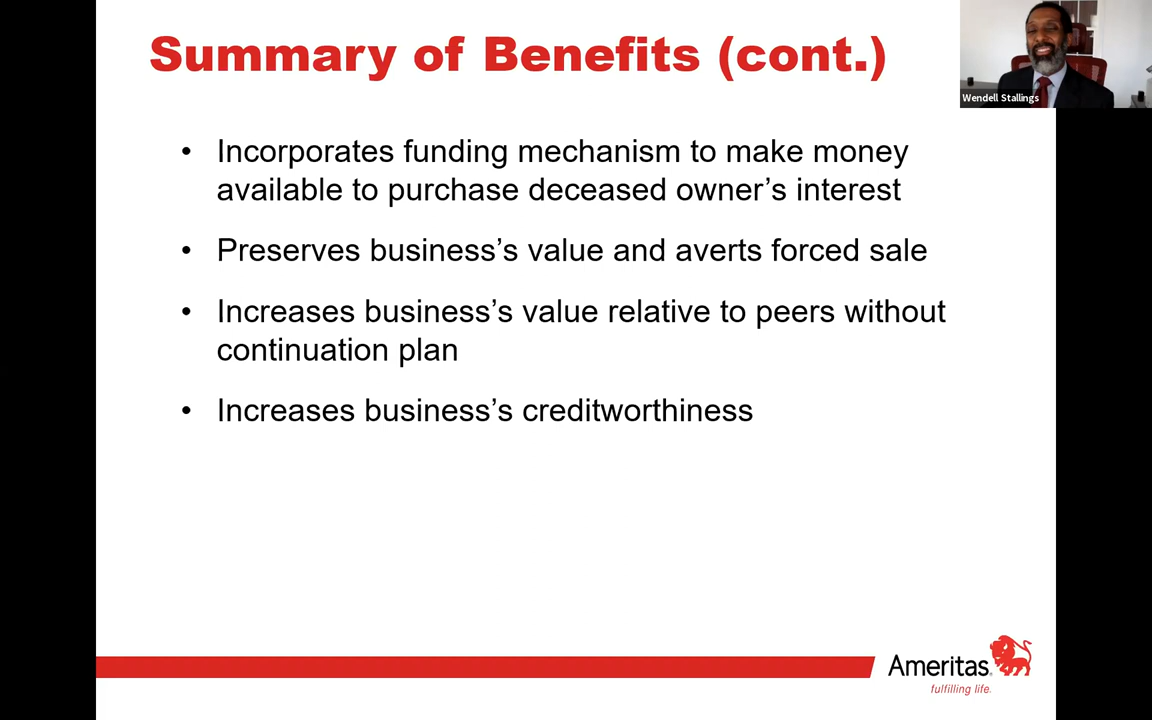 Summary of Benefits (cont.)
Wendell Stallings
• Incorporates funding mechanism to make money
available to purchase deceased owner’s interest
• Preserves business’s value and averts forced sale
• Increases business’s value relative to peers without
continuation plan
• Increases business’s creditworthiness
Ameritas
fulfilling life.